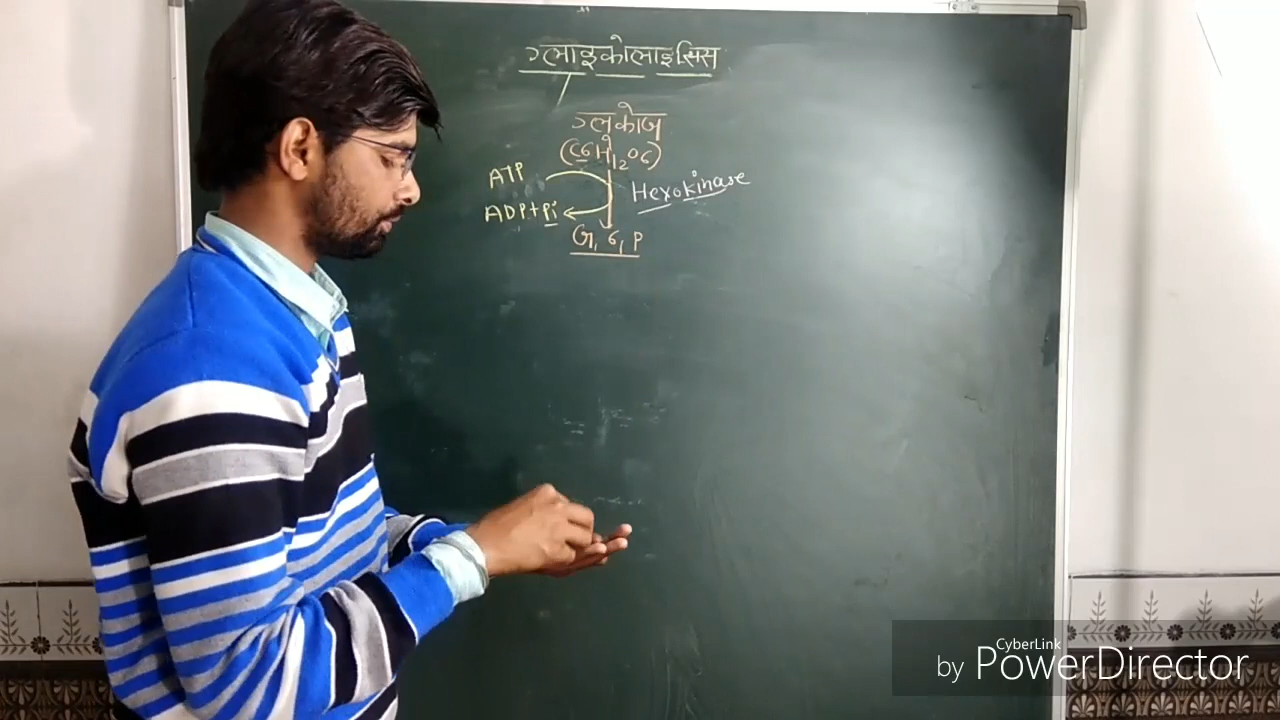 ग्लाइकोलाइसिस
ग्लूकोज
(C6H12O6)
ATP
Hexokinase
ADP+Pi
G, 6, P
CyberLink
by PowerDirector